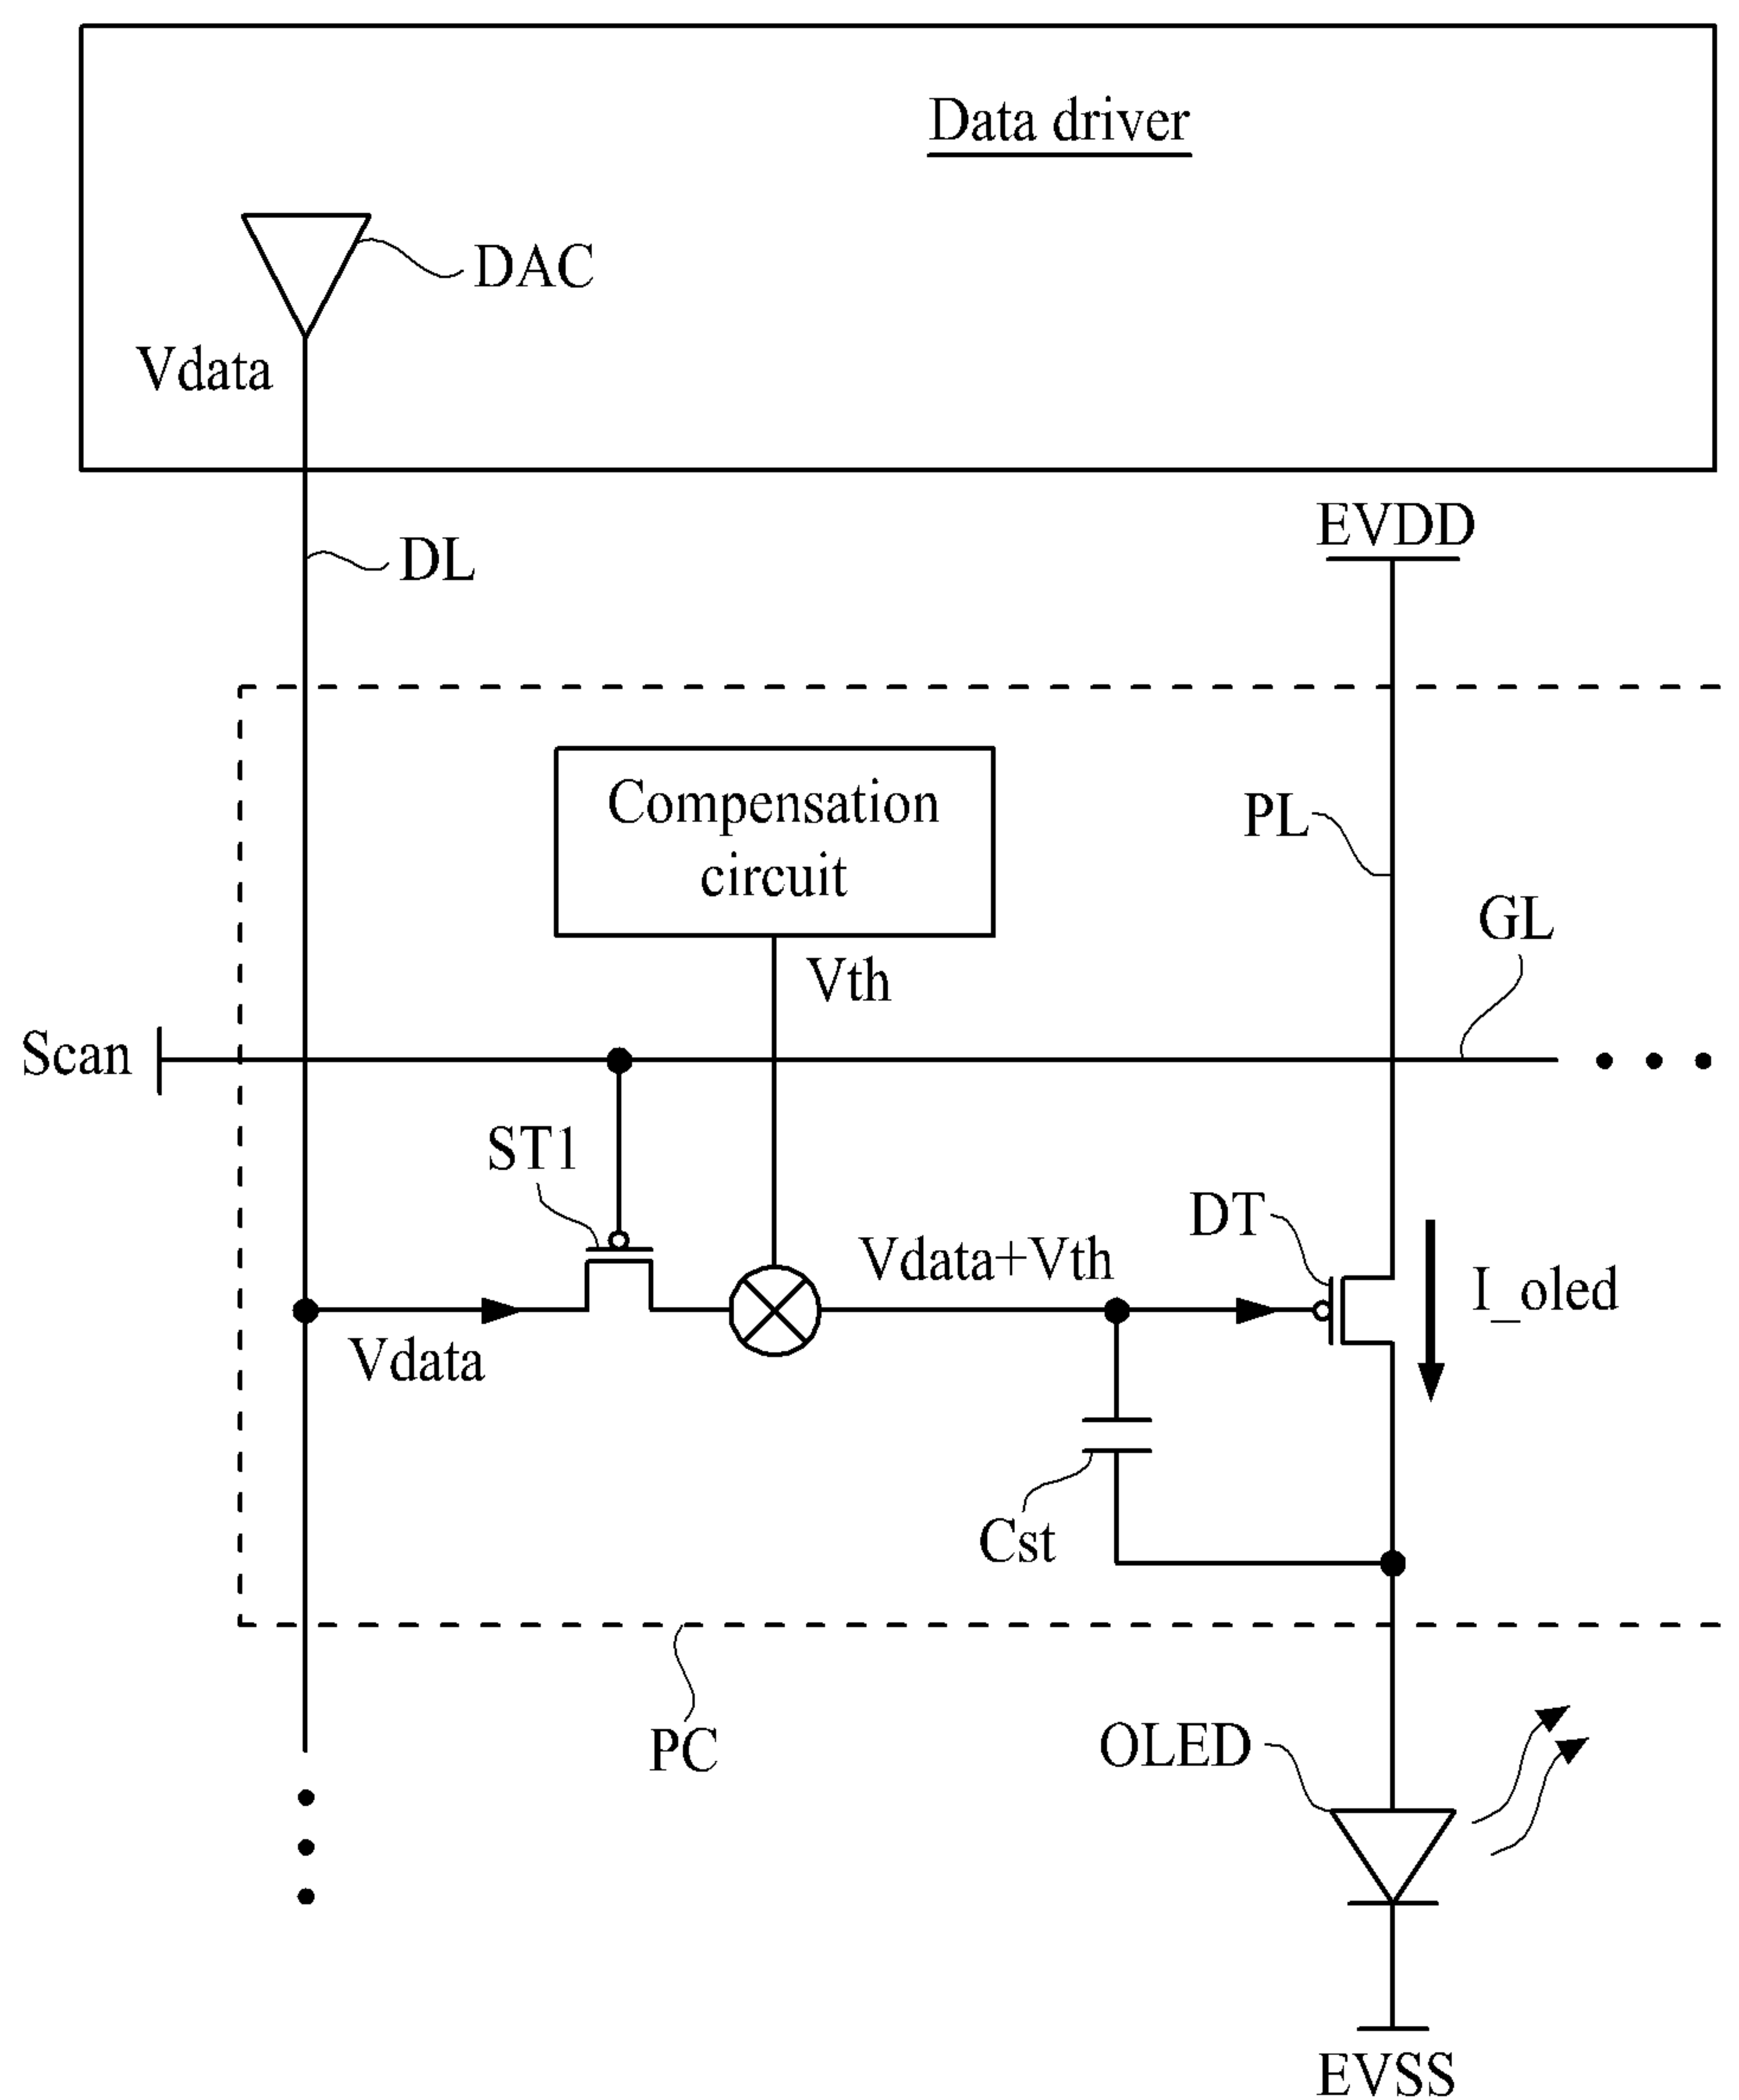 Data driver
DAC
Vdata
EVDD
DL
Compensation
circuit
PL
GL
Vth
Scan
ST1
DT
Vdata+Vth
I_oled
Vdata
Cst
PC
OLED
EVSS